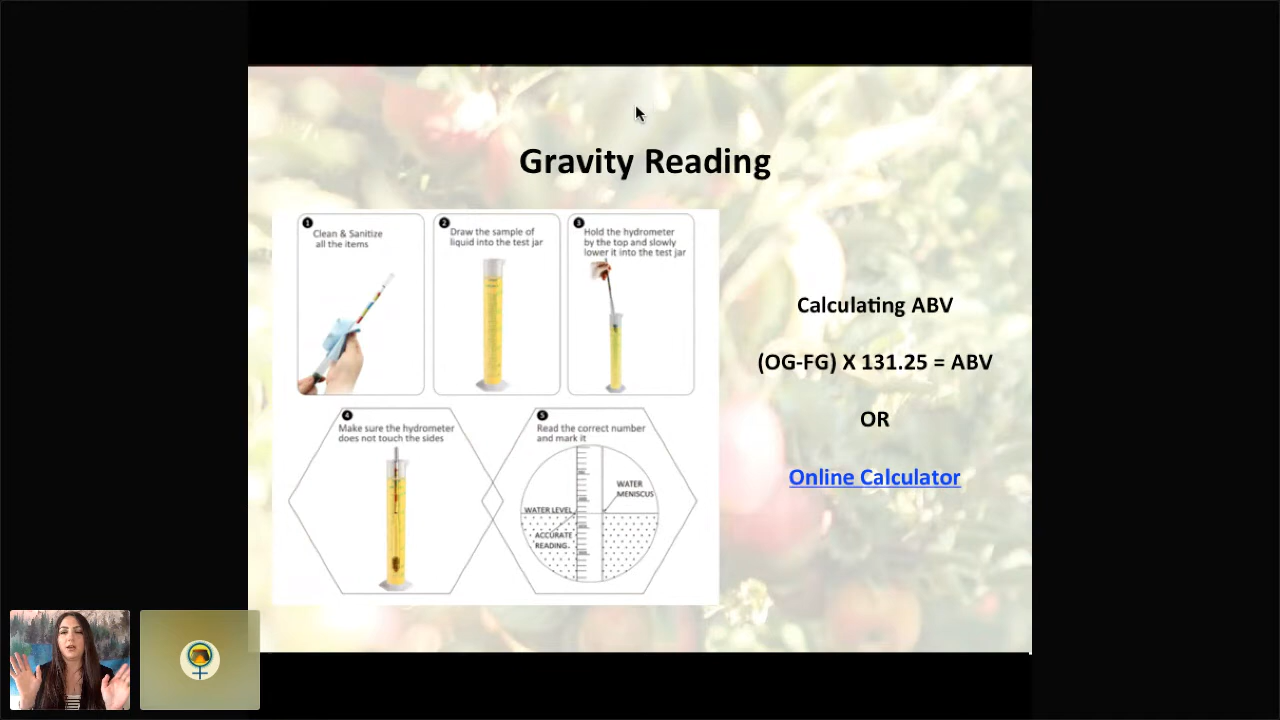 Gravity Reading
1
Clean & Sanitize
all the items
2
Draw the sample of
liquid into the test jar
3
Hold the hydrometer
by the top and slowly
lower it into the test jar
4
Make sure the hydrometer
does not touch the sides
5
Read the correct number
and mark it
WATER
MENISCUS
WATER LEVEL
ACCURATE
READING
Calculating ABV
(OG-FG) X 131.25 = ABV
OR
Online Calculator